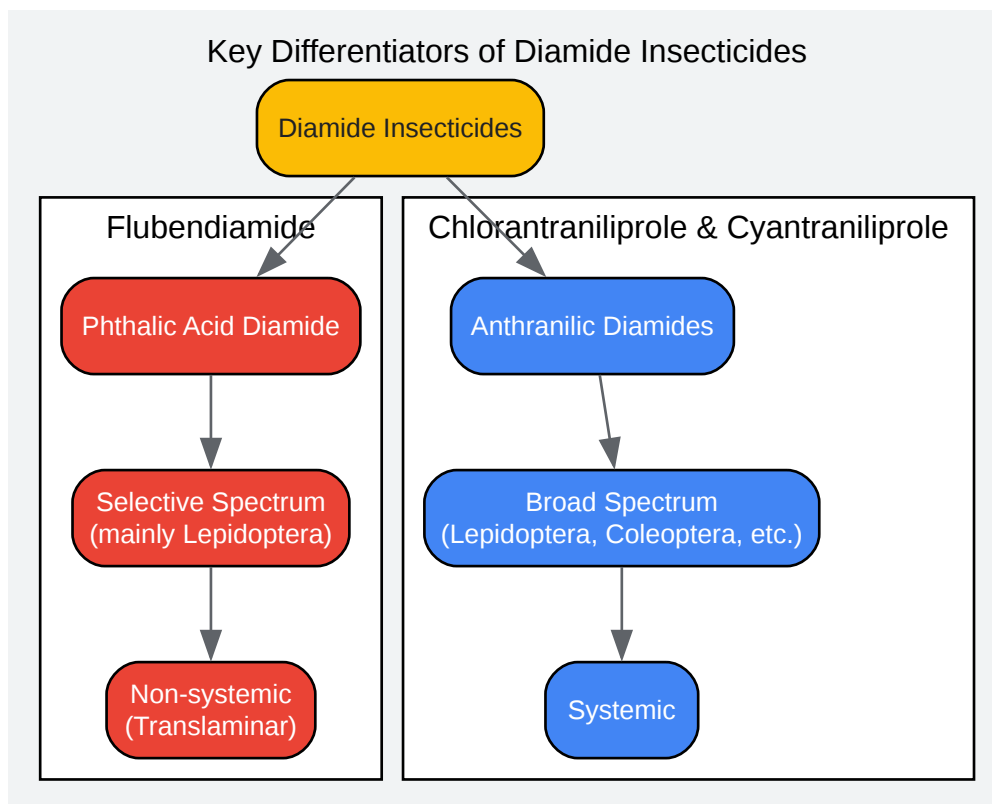 Key Differentiators of Diamide Insecticides
Diamide Insecticides
Flubendiamide
Phthalic Acid Diamide
Selective Spectrum
(mainly Lepidoptera)
Non-systemic
(Translaminar)
Chlorantraniliprole & Cyantraniliprole
Anthranilic Diamides
Broad Spectrum
(Lepidoptera, Coleoptera, etc.)
Systemic